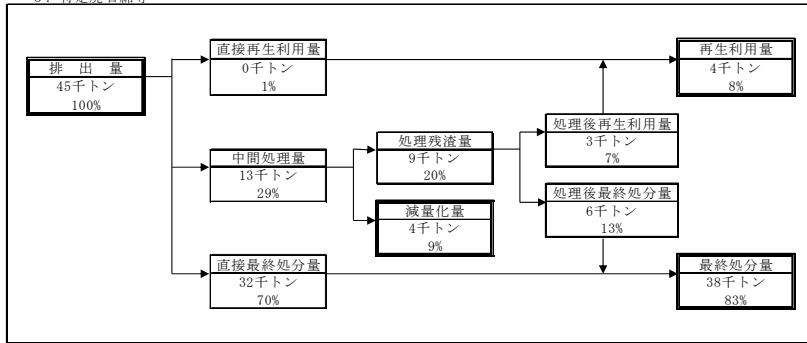 直接再生利用量
0千トン
1%
再生利用量
4千トン
8%
排 出 量
45千トン
100%
処理後再生利用量
3千トン
7%
処理残渣量
9千トン
20%
中間処理量
13千トン
29%
処理後最終処分量
6千トン
13%
減量化量
4千トン
9%
直接最終処分量
32千トン
70%
最終処分量
38千トン
83%